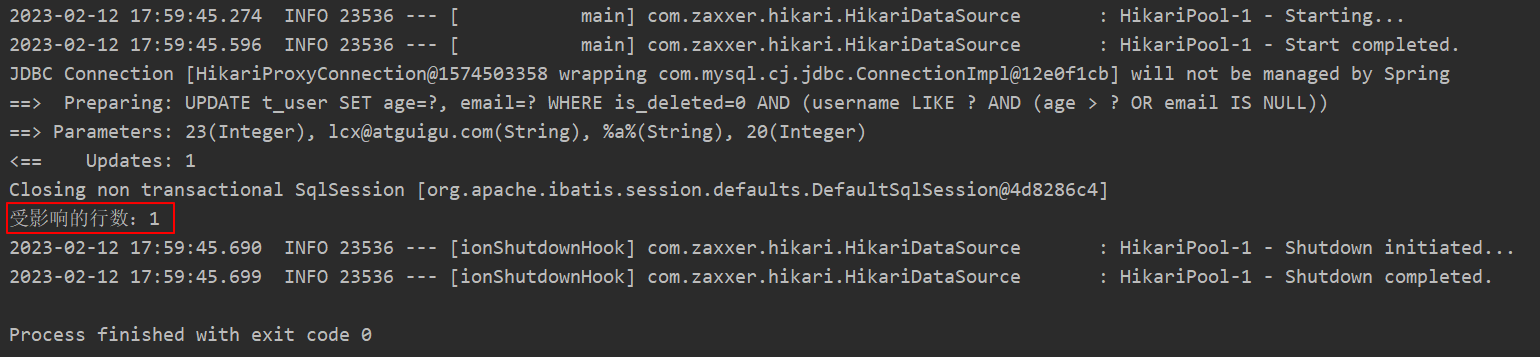 2023-02-12 17:59:45.274  INFO 23536 --- [           main] com.zaxxer.hikari.HikariDataSource       : HikariPool-1 - Starting...
2023-02-12 17:59:45.596  INFO 23536 --- [           main] com.zaxxer.hikari.HikariDataSource       : HikariPool-1 - Start completed.
JDBC Connection [HikariProxyConnection@1574503358 wrapping com.mysql.cj.jdbc.ConnectionImpl@12e0f1cb] will not be managed by Spring
==>  Preparing: UPDATE t_user SET age=?, email=? WHERE is_deleted=0 AND (username LIKE ? AND (age > ? OR email IS NULL))
==> Parameters: 23(Integer), lcx@atguigu.com(String), %a%(String), 20(Integer)
<==    Updates: 1
Closing non transactional SqlSession [org.apache.ibatis.session.defaults.DefaultSqlSession@4d8286c4]
受影响的行数：1
2023-02-12 17:59:45.690  INFO 23536 --- [ionShutdownHook] com.zaxxer.hikari.HikariDataSource       : HikariPool-1 - Shutdown initiated...
2023-02-12 17:59:45.699  INFO 23536 --- [ionShutdownHook] com.zaxxer.hikari.HikariDataSource       : HikariPool-1 - Shutdown completed.
Process finished with exit code 0